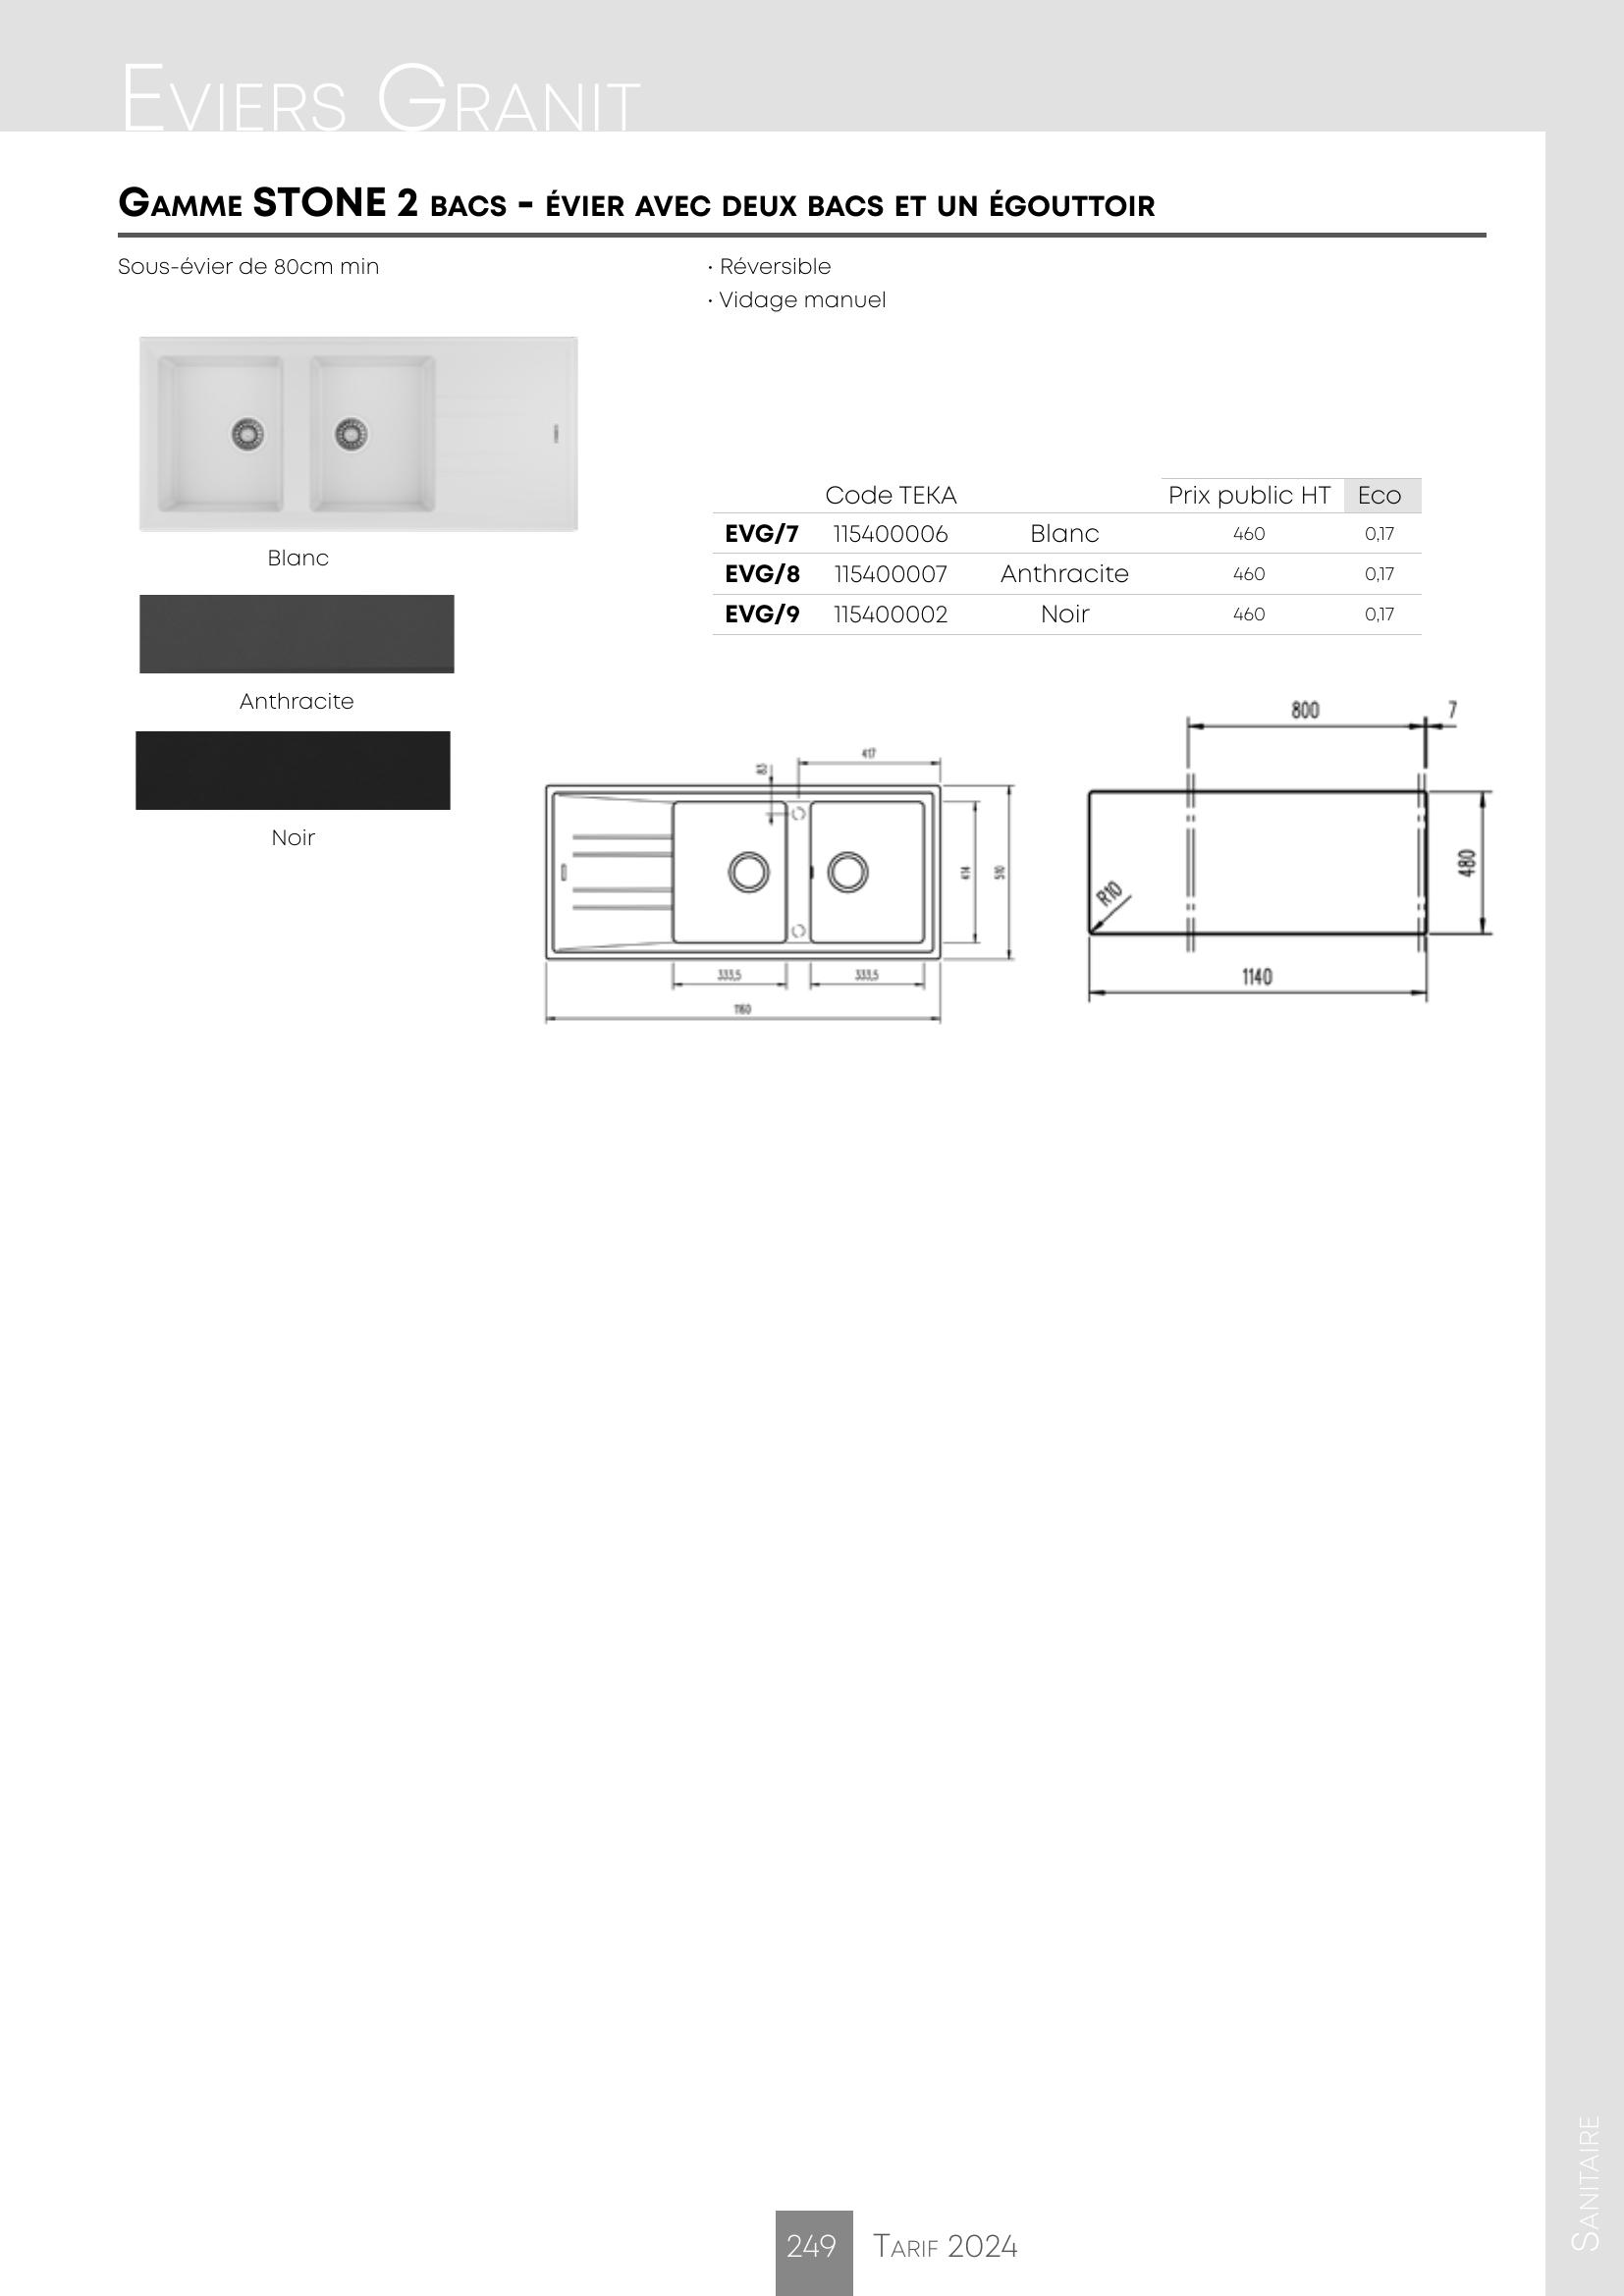 Eviers Granit
Gamme STONE 2 bacs - évier avec deux bacs et un égouttoir
Sous-évier de 80cm min
· Réversible
· Vidage manuel
Blanc
Anthracite
Noir
Code TEKA Prix public HT Eco
EVG/7 115400006 Blanc 460 0,17
EVG/8 115400007 Anthracite 460 0,17
EVG/9 115400002 Noir 460 0,17
417
83
414
510
333,5
333,5
1160
800
7
480
R10
1140
Sanitaire
249 Tarif 2024